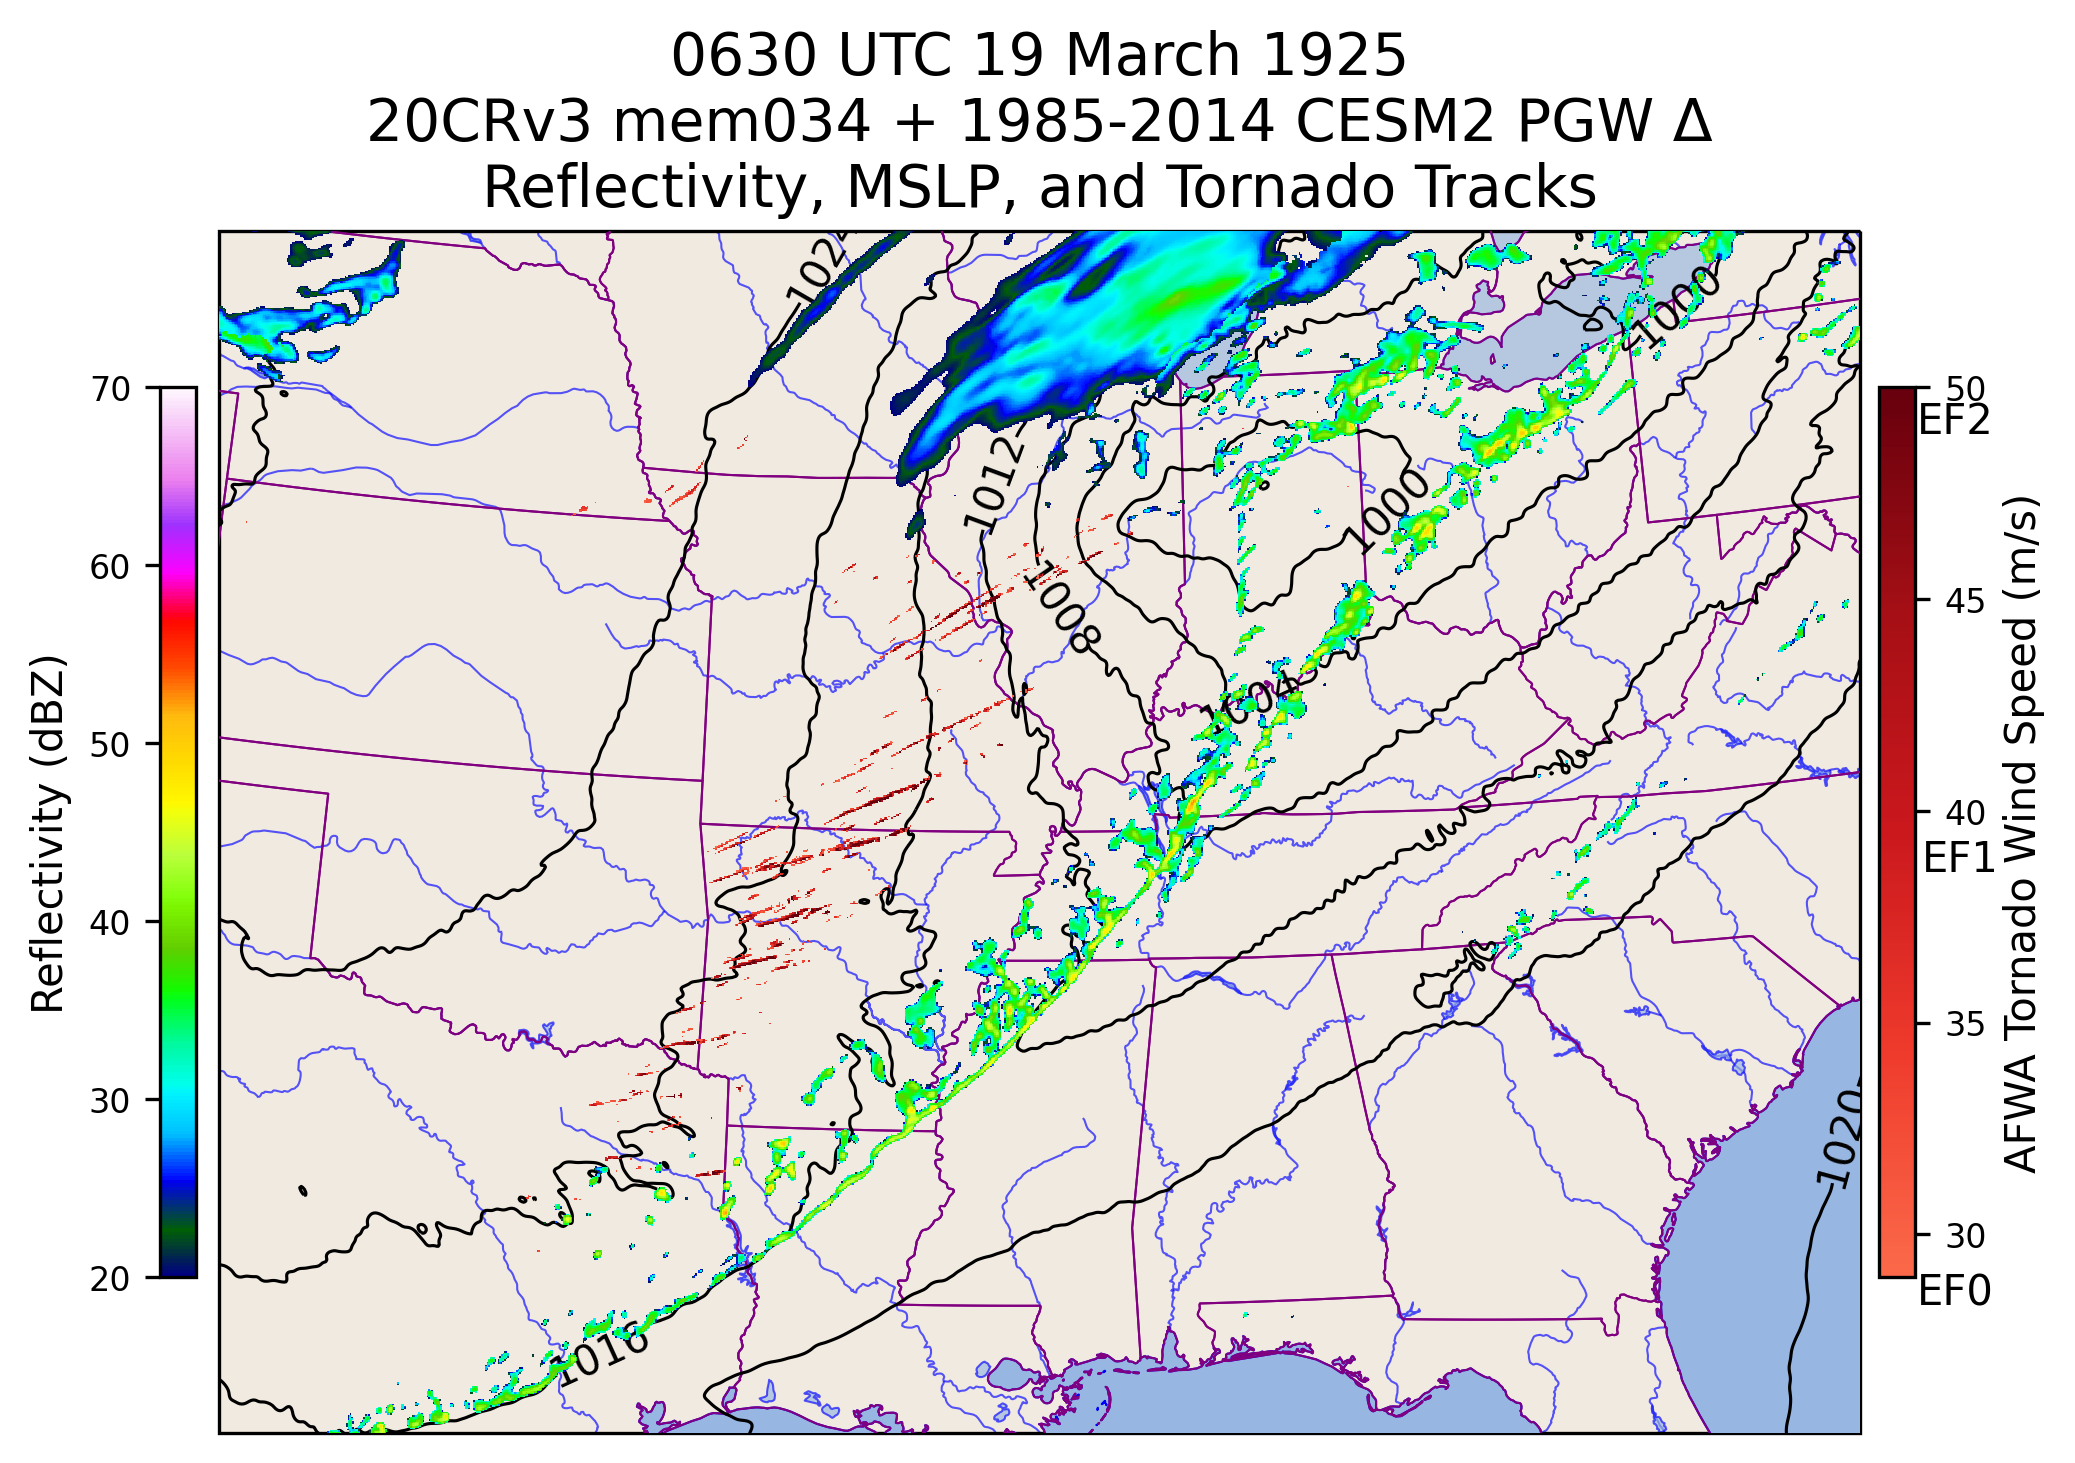 0630 UTC 19 March 1925
20CRv3 mem034 + 1985-2014 CESM2 PGW Δ
Reflectivity, MSLP, and Tornado Tracks
Reflectivity (dBZ)
70
60
50
40
30
20
1024
1000
1012
1000
1008
1004
1016
1020
50
EF2
45
40
EF1
35
30
EF0
AFWA Tornado Wind Speed (m/s)